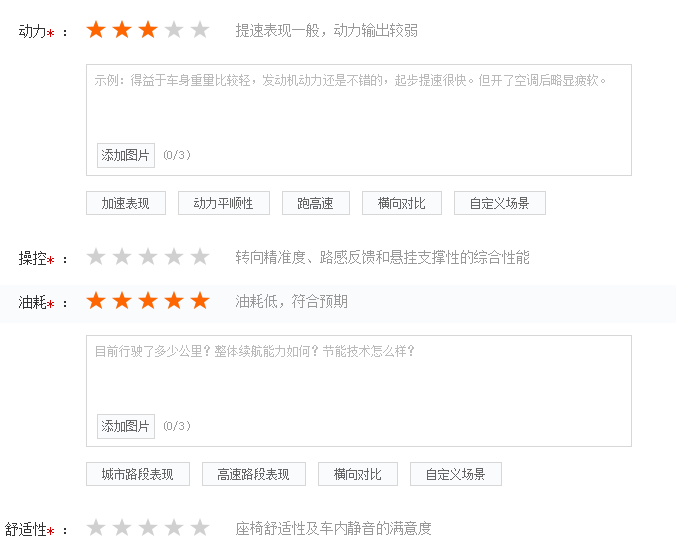 动力* ： 提速表现一般，动力输出较弱
示例：得益于车身重量比较轻，发动机动力还是不错的，起步提速很快。但开了空调后略显疲软。
添加图片 (0/3)
加速表现 动力平顺性 跑高速 横向对比 自定义场景
操控* ： 转向精准度、路感反馈和悬挂支撑性的综合性能
油耗* ： 油耗低，符合预期
目前行驶了多少公里？整体续航能力如何？节能技术怎么样？
添加图片 (0/3)
城市路段表现 高速路段表现 横向对比 自定义场景
舒适性* ： 座椅舒适性及车内静音的满意度